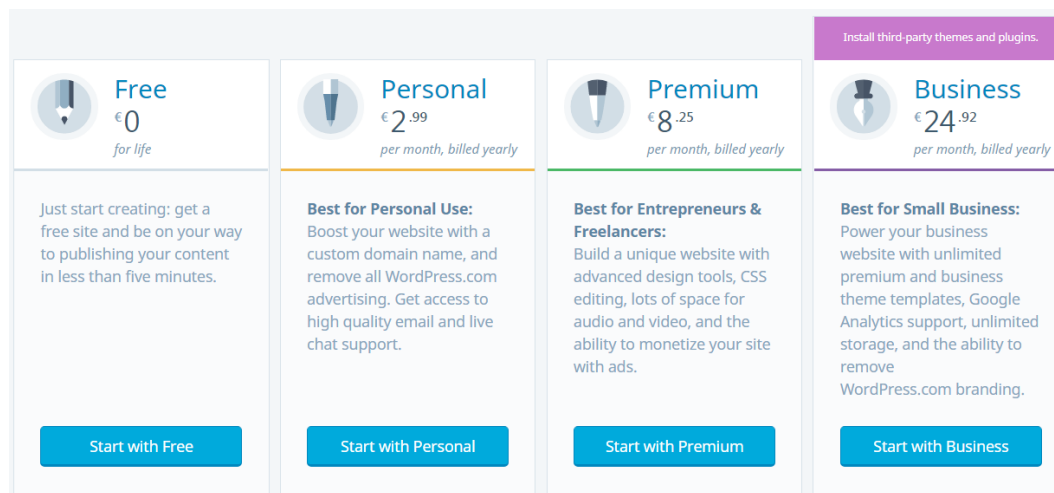 Install third-party themes and plugins.
Free
€0
for life
Just start creating: get a
free site and be on your way
to publishing your content
in less than five minutes.
Start with Free
Personal
€2.99
per month, billed yearly
Best for Personal Use:
Boost your website with a
custom domain name, and
remove all WordPress.com
advertising. Get access to
high quality email and live
chat support.
Start with Personal
Premium
€8.25
per month, billed yearly
Best for Entrepreneurs &
Freelancers:
Build a unique website with
advanced design tools, CSS
editing, lots of space for
audio and video, and the
ability to monetize your site
with ads.
Start with Premium
Business
€24.92
per month, billed yearly
Best for Small Business:
Power your business
website with unlimited
premium and business
theme templates, Google
Analytics support, unlimited
storage, and the ability to
remove
WordPress.com branding.
Start with Business